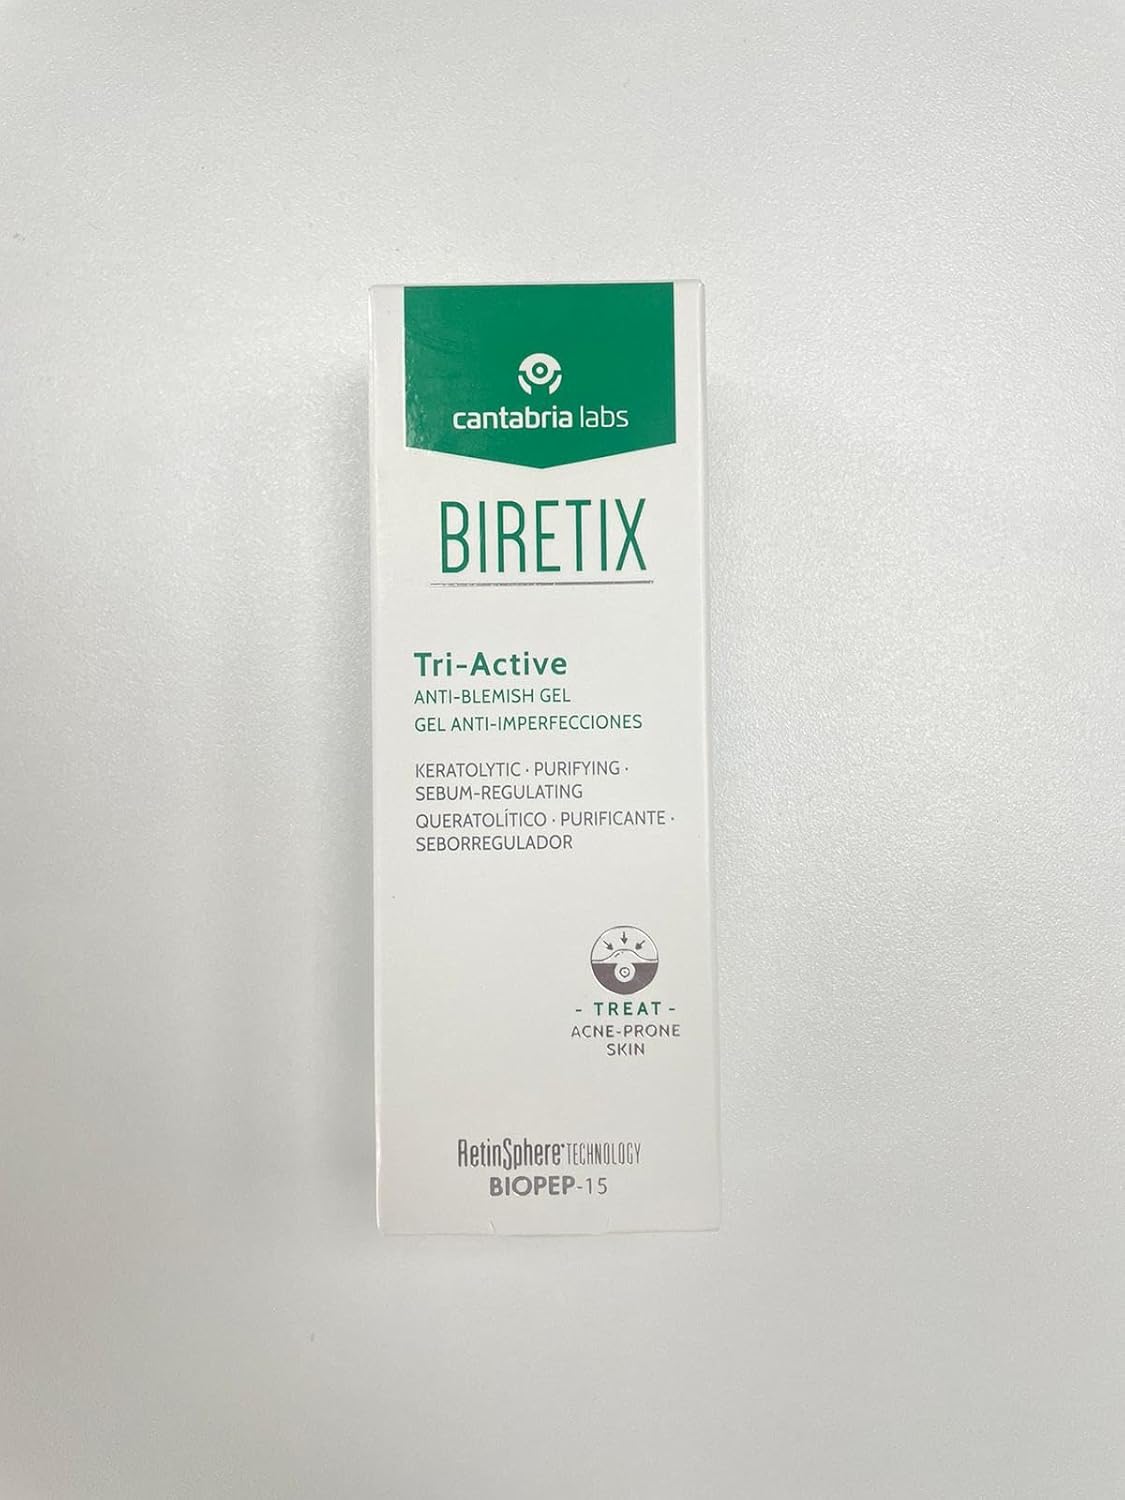 cantabria labs
BIRETIX
Tri-Active
ANTI-BLEMISH GEL
GEL ANTI-IMPERFECCIONES
KERATOLYTIC · PURIFYING ·
SEBUM-REGULATING
QUERATOLÍTICO · PURIFICANTE ·
SEBORREGULADOR
- TREAT -
ACNE-PRONE
SKIN
RetinSphere® TECHNOLOGY
BIOPEP-15